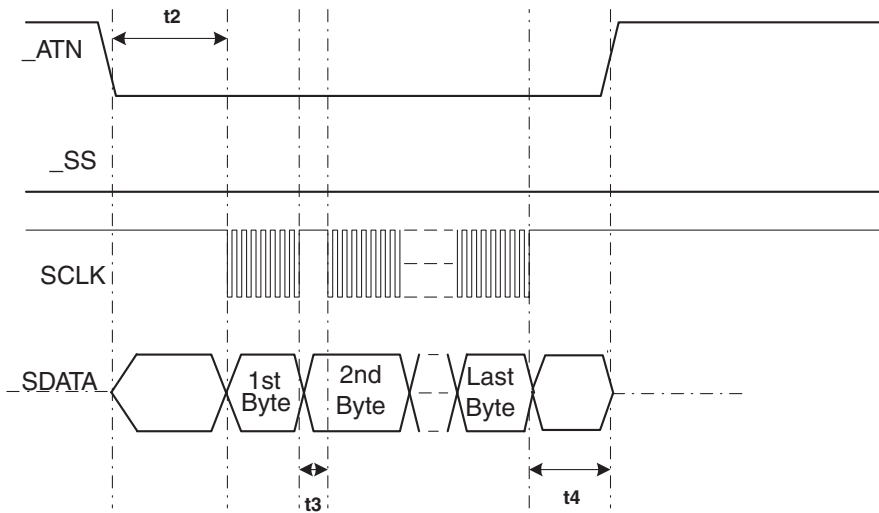 t2
_ATN
_SS
SCLK
_SDATA
1st
Byte
2nd
Byte
Last
Byte
t3
t4